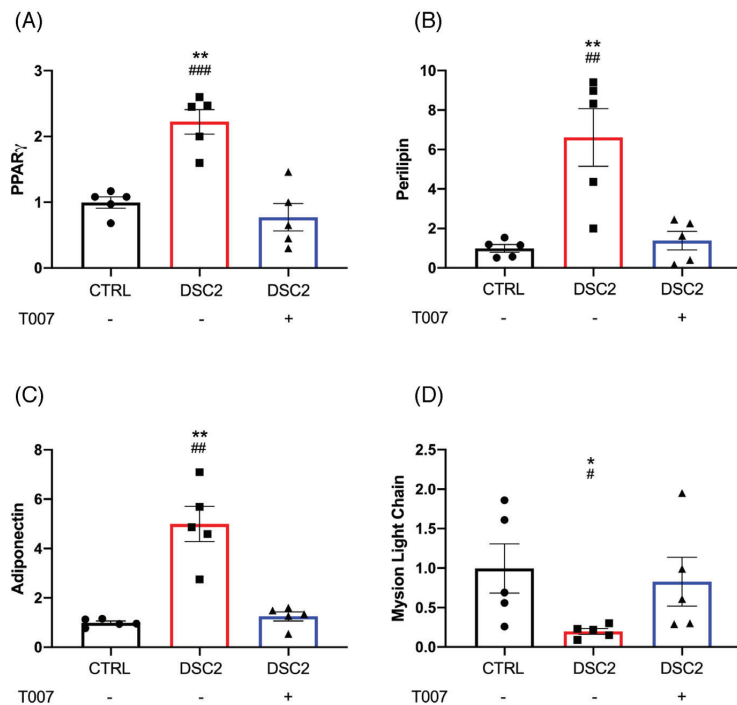 (A)
**
###
3
2
1
0
PPARγ
CTRL DSC2 DSC2
T007 - - +
(B)
**
##
10
8
6
4
2
0
Perilipin
CTRL DSC2 DSC2
T007 - - +
(C)
**
##
8
6
4
2
0
Adiponectin
CTRL DSC2 DSC2
T007 - - +
(D)
*
#
2.5
2.0
1.5
1.0
0.5
0.0
Mysion Light Chain
CTRL DSC2 DSC2
T007 - - +